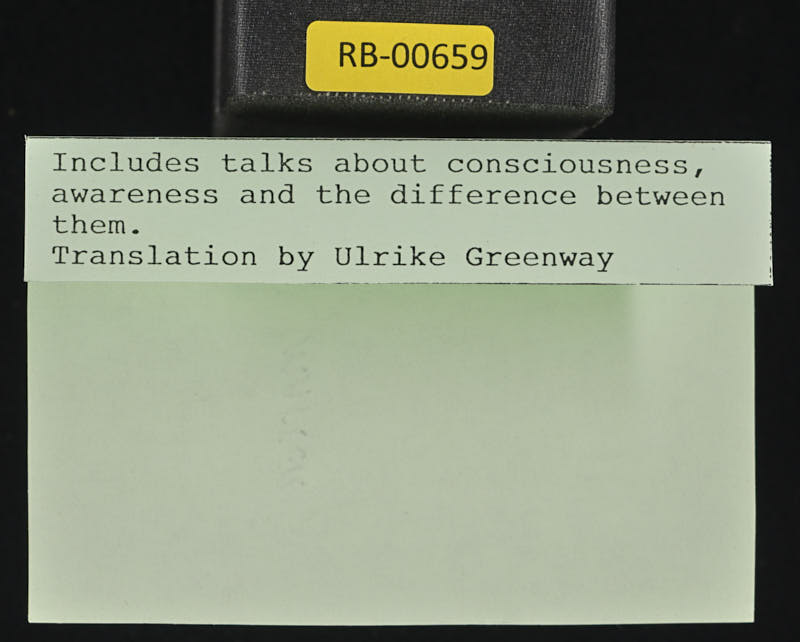 RB-00659
Includes talks about consciousness,
awareness and the difference between
them.
Translation by Ulrike Greenway